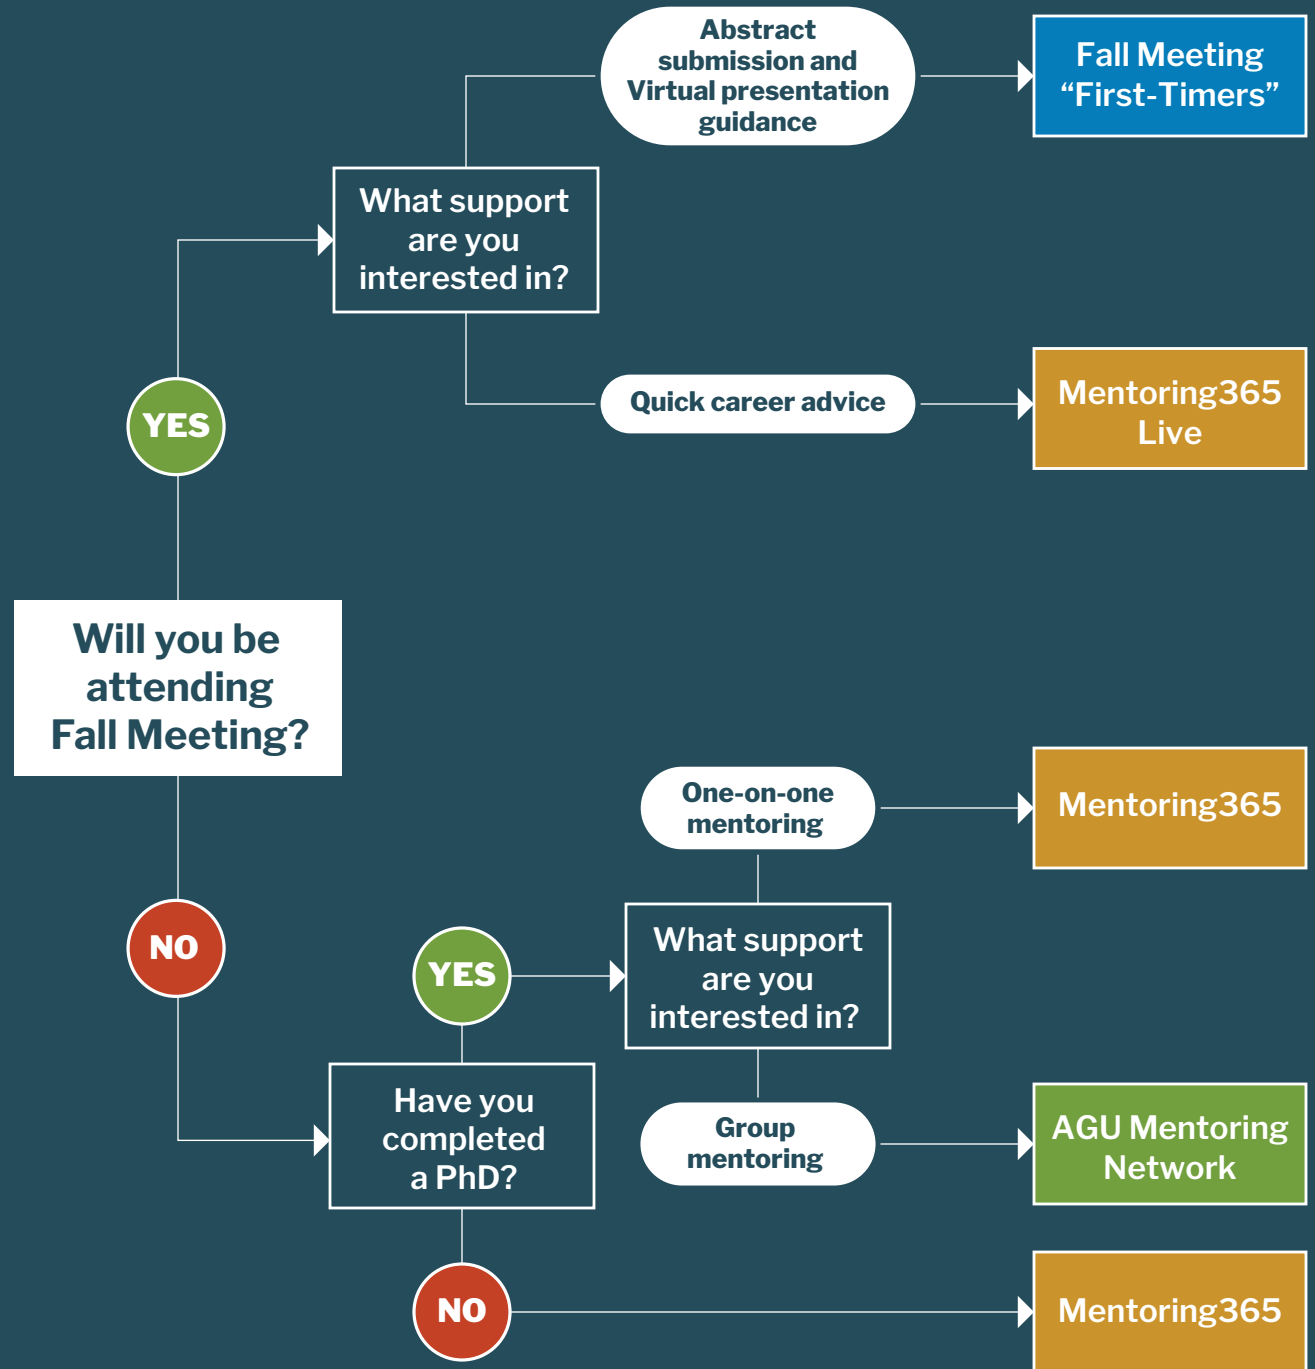 Abstract
submission and
Virtual presentation
guidance
Fall Meeting
“First-Timers”
What support
are you
interested in?
Quick career advice
Mentoring365
Live
YES
Will you be
attending
Fall Meeting?
NO
One-on-one
mentoring
Mentoring365
YES
What support
are you
interested in?
Have you
completed
a PhD?
Group
mentoring
AGU Mentoring
Network
NO
Mentoring365